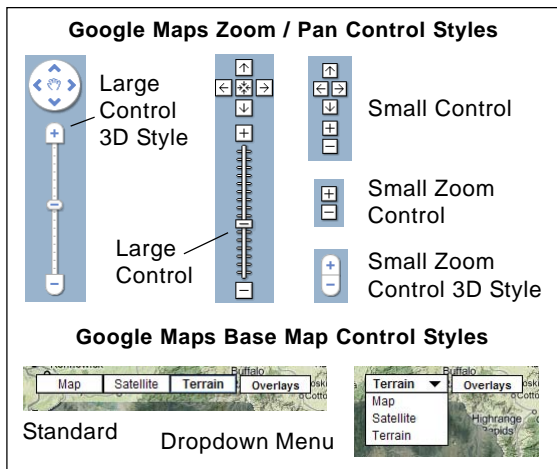 Google Maps Zoom / Pan Control Styles
Large
Control
3D Style
Large
Control
Small Control
Small Zoom
Control
Small Zoom
Control 3D Style
Google Maps Base Map Control Styles
Map Satellite Terrain Overlays
Buffalo
Standard
Terrain Overlays
Map
Satellite
Terrain
Buffalo
Highrange
Rapids
Dropdown Menu